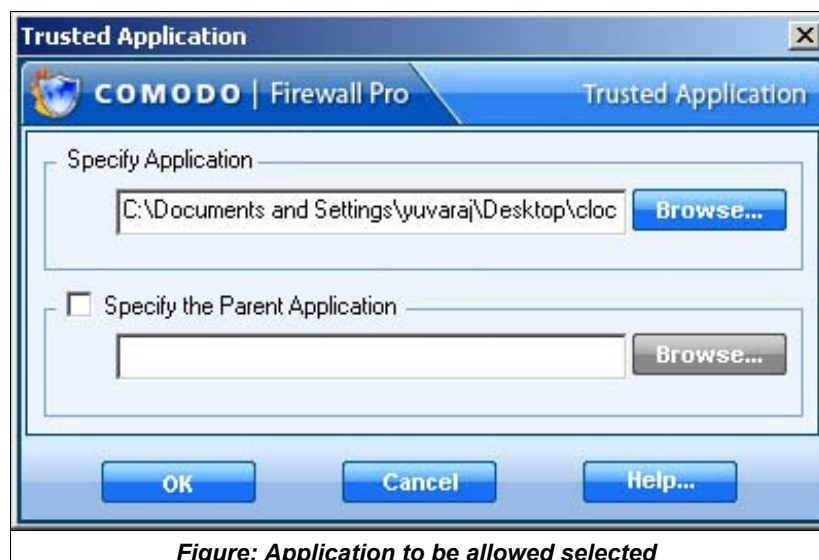 Trusted Application
COMODO | Firewall Pro
Trusted Application
Specify Application
C:\Documents and Settings\yuvaraj\Desktop\cloc
Browse...
Specify the Parent Application
Browse...
OK
Cancel
Help...
Figure: Application to be allowed selected